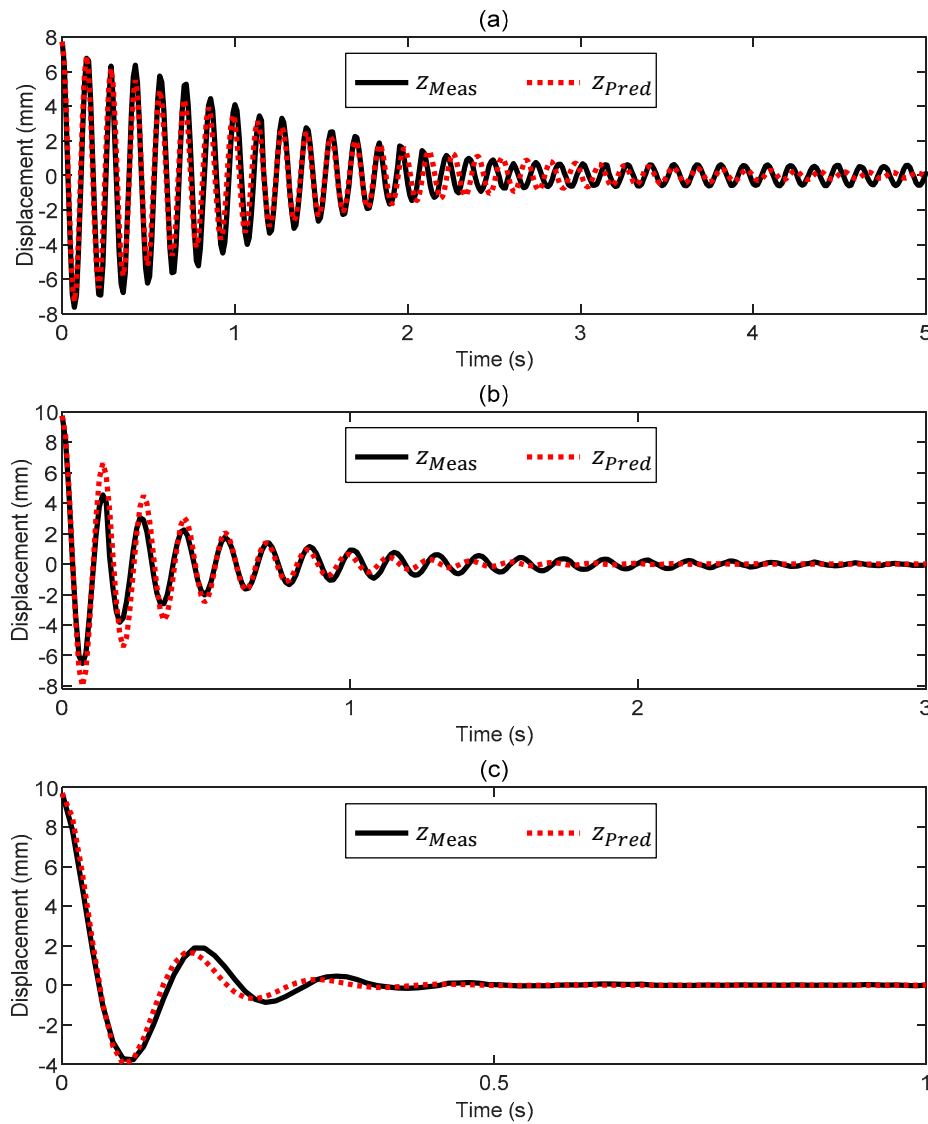 (a)
8
6
4
2
0
-2
-4
-6
-8
Displacement (mm)
z_Meas z_Pred
0 1 2 3 4 5
Time (s)
(b)
10
8
6
4
2
0
-2
-4
-6
-8
Displacement (mm)
z_Meas z_Pred
0 1 2 3
Time (s)
(c)
10
8
6
4
2
0
-2
-4
Displacement (mm)
z_Meas z_Pred
0 0.5 1
Time (s)